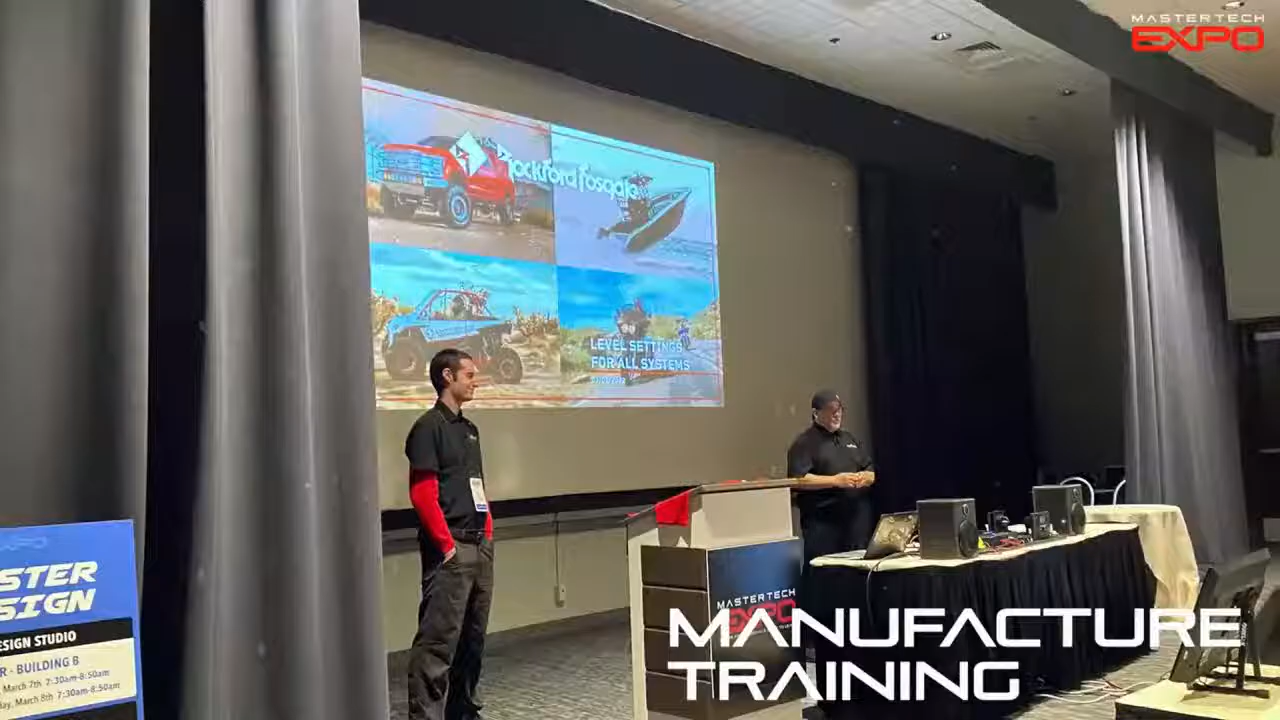 MASTERTECH
EXPO
Rockford Fosgate
LEVEL SETTINGS
FOR ALL SYSTEMS
STER
SIGN
ESIGN STUDIO
R - BUILDING B
March 7th 7:30am-8:50am
ay, March 8th 7:30am-8:50am
MASTERTECH
EXPO
MANUFACTURE
TRAINING